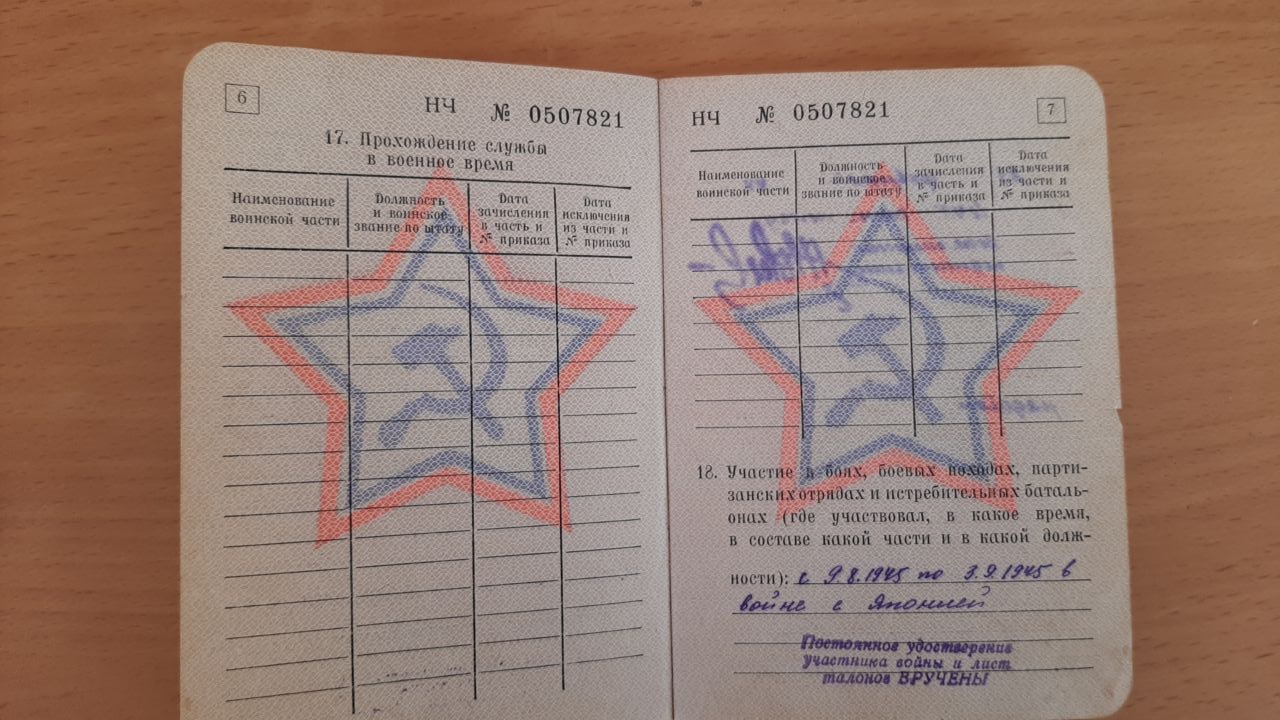 6
НЧ № 0507821
17. Прохождение службы
в военное время
Наименование
воинской части
Должность
и воинское
звание по штату
Дата
зачисления
в часть и
№ приказа
Дата
исключения
из части и
№ приказа
НЧ № 0507821
7
Наименование
воинской части
Должность
и воинское
звание по штату
Дата
зачисления
в часть и
№ приказа
Дата
исключения
из части и
№ приказа
18. Участие в боях, боевых походах, парти-
занских отрядах и истребительных баталь-
онах (где участвовал, в какое время,
в составе какой части и в какой долж-
ности): с 9.8.1945 по 3.9.1945 в
войне с Японией
Постоянное удостоверение
участника войны и лист
талонов ВРУЧЕНЫ